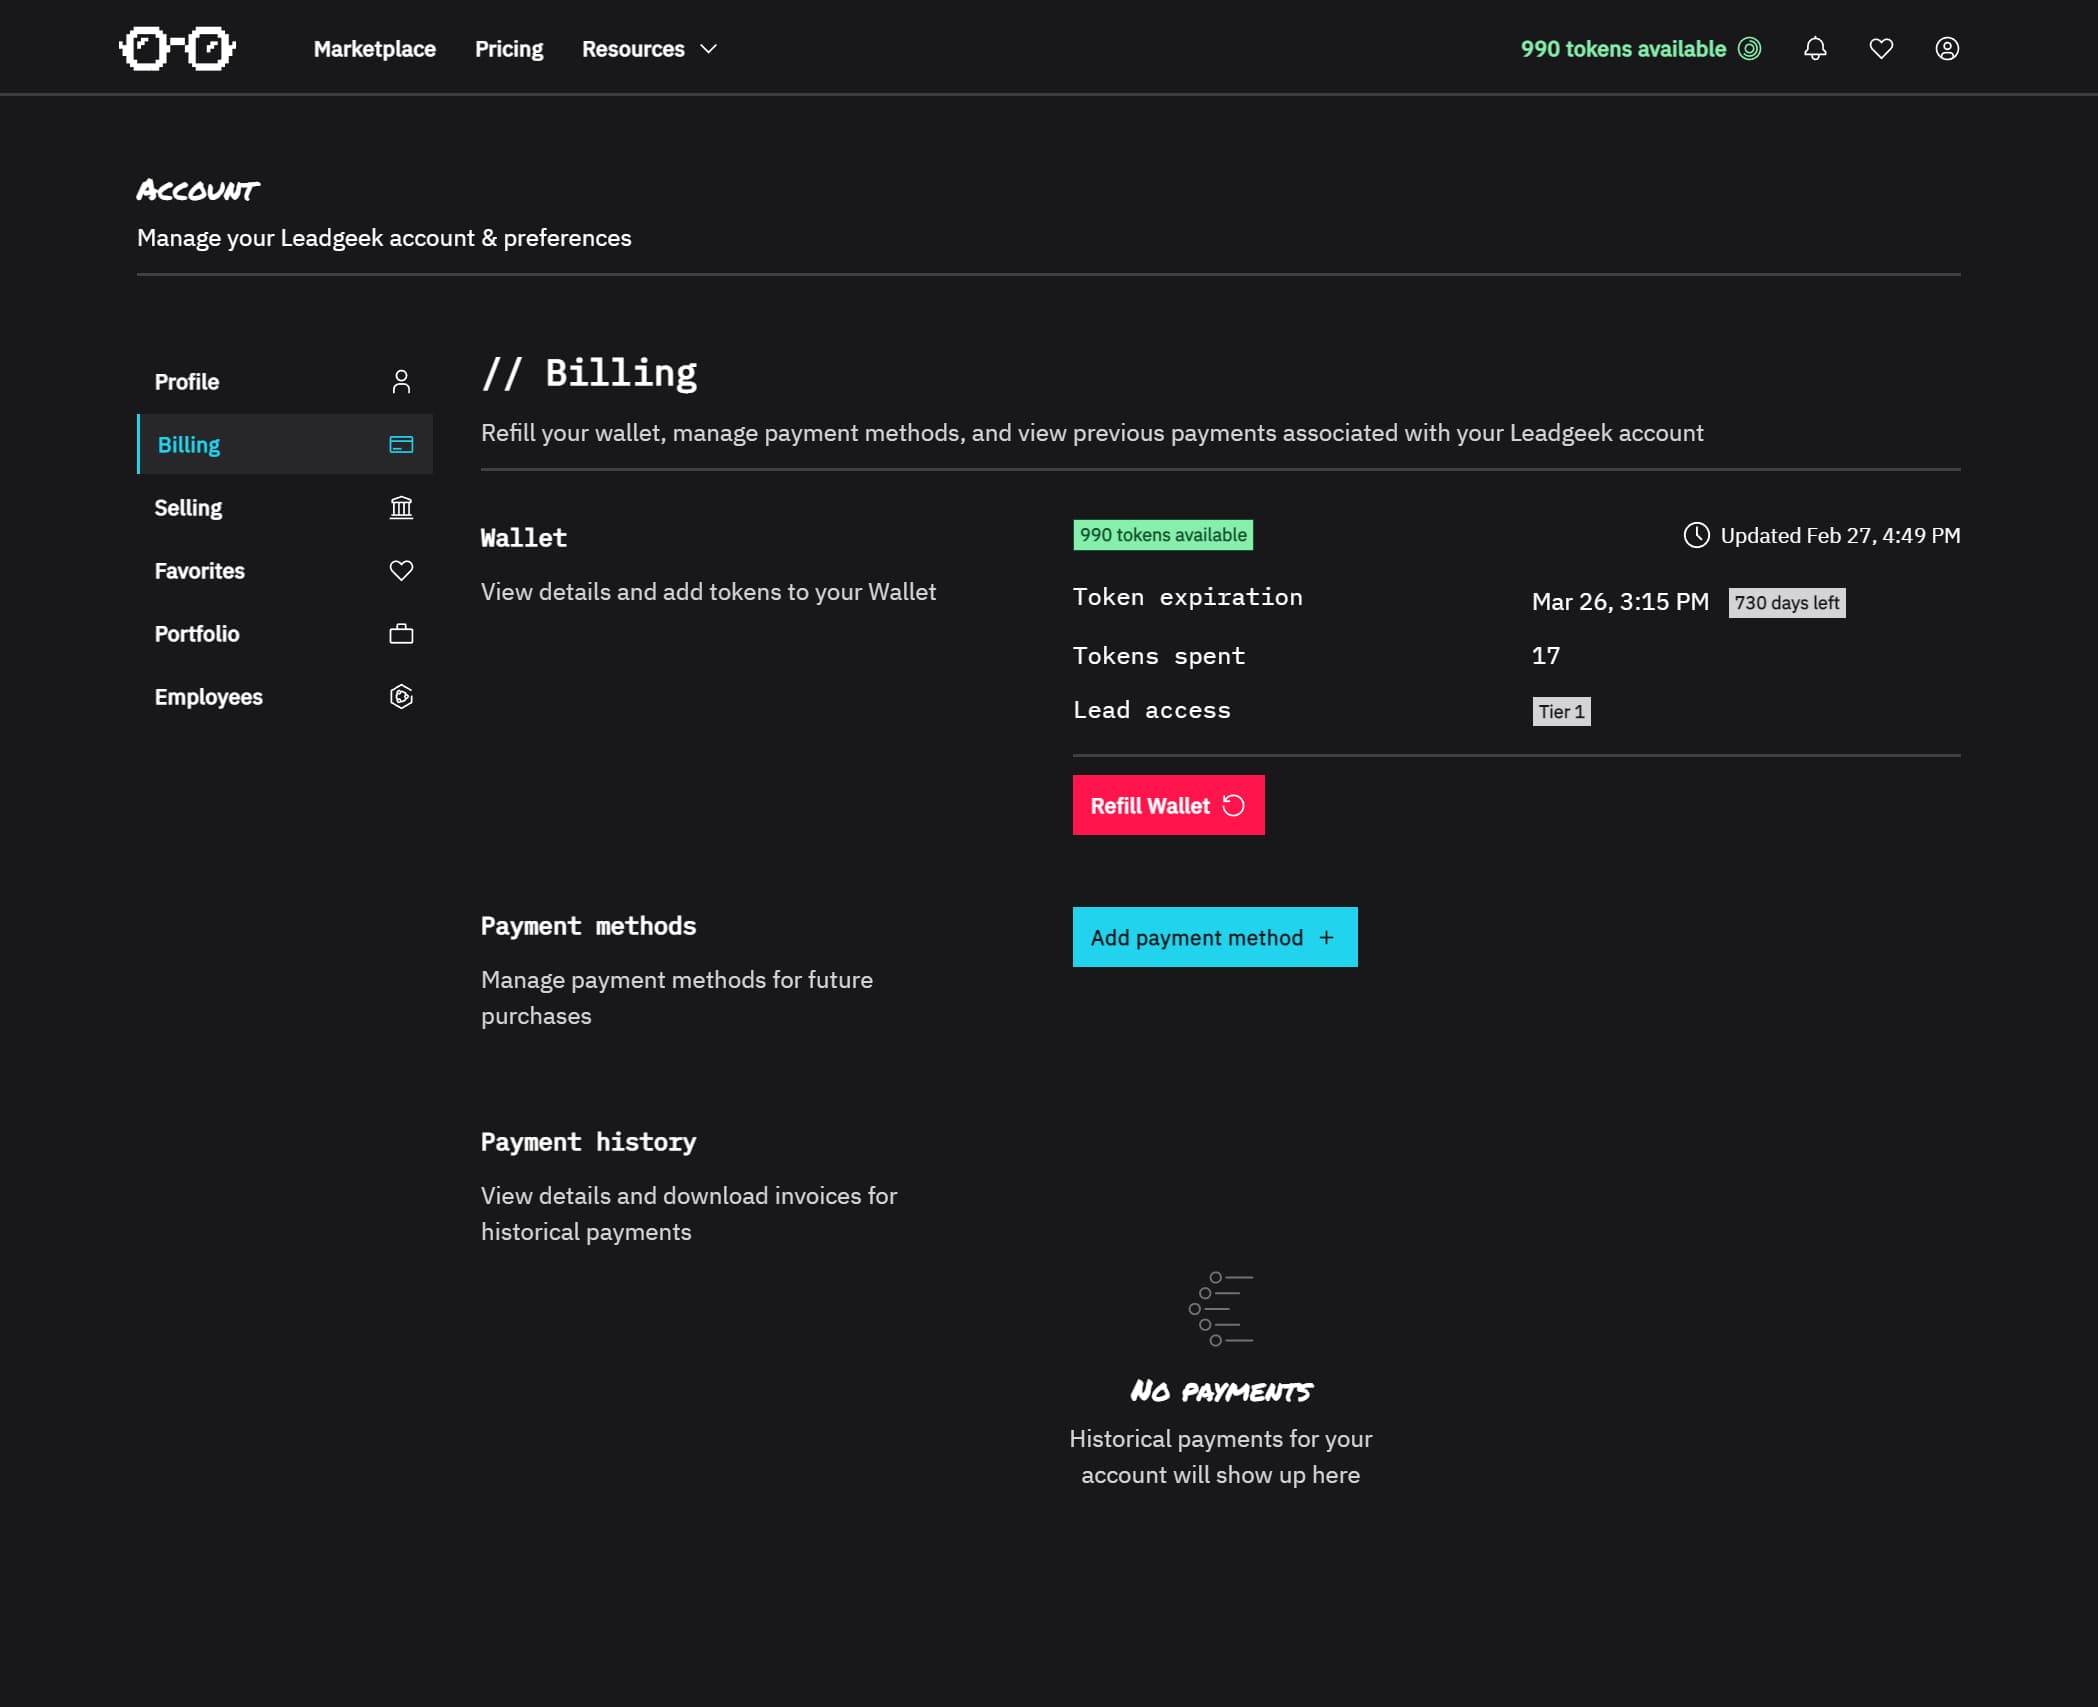 Marketplace
Pricing
Resources
990 tokens available
Account
Manage your Leadgeek account & preferences
Profile
Billing
Selling
Favorites
Portfolio
Employees
// Billing
Refill your wallet, manage payment methods, and view previous payments associated with your Leadgeek account
Wallet
View details and add tokens to your Wallet
990 tokens available
Updated Feb 27, 4:49 PM
Token expiration
Mar 26, 3:15 PM
730 days left
Tokens spent
17
Lead access
Tier 1
Refill Wallet
Payment methods
Manage payment methods for future
purchases
Add payment method +
Payment history
View details and download invoices for
historical payments
No payments
Historical payments for your
account will show up here